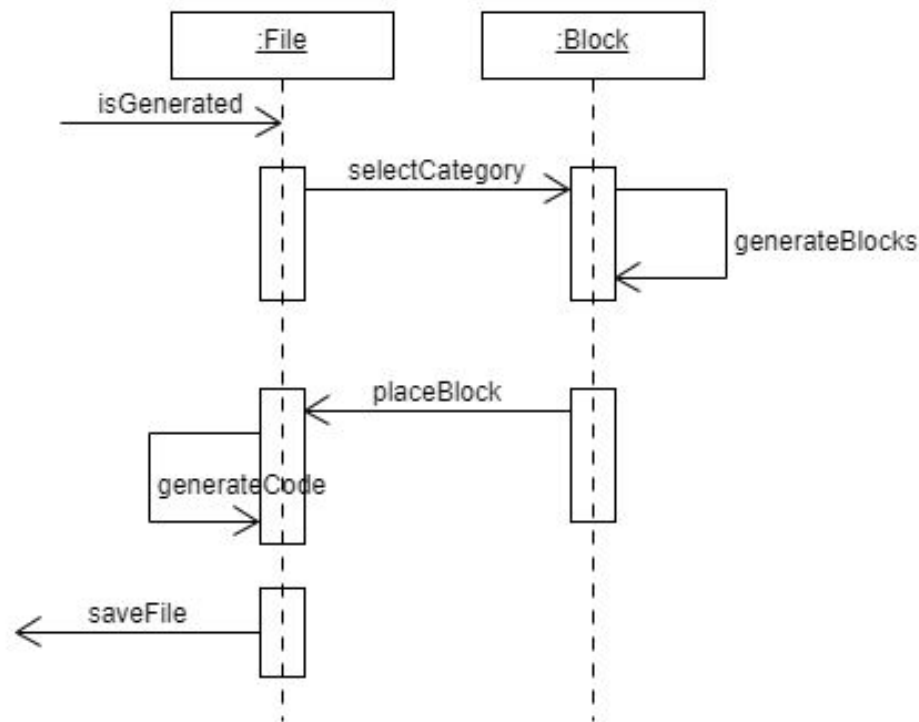 :File
:Block
isGenerated
selectCategory
generateBlocks
placeBlock
generateCode
saveFile